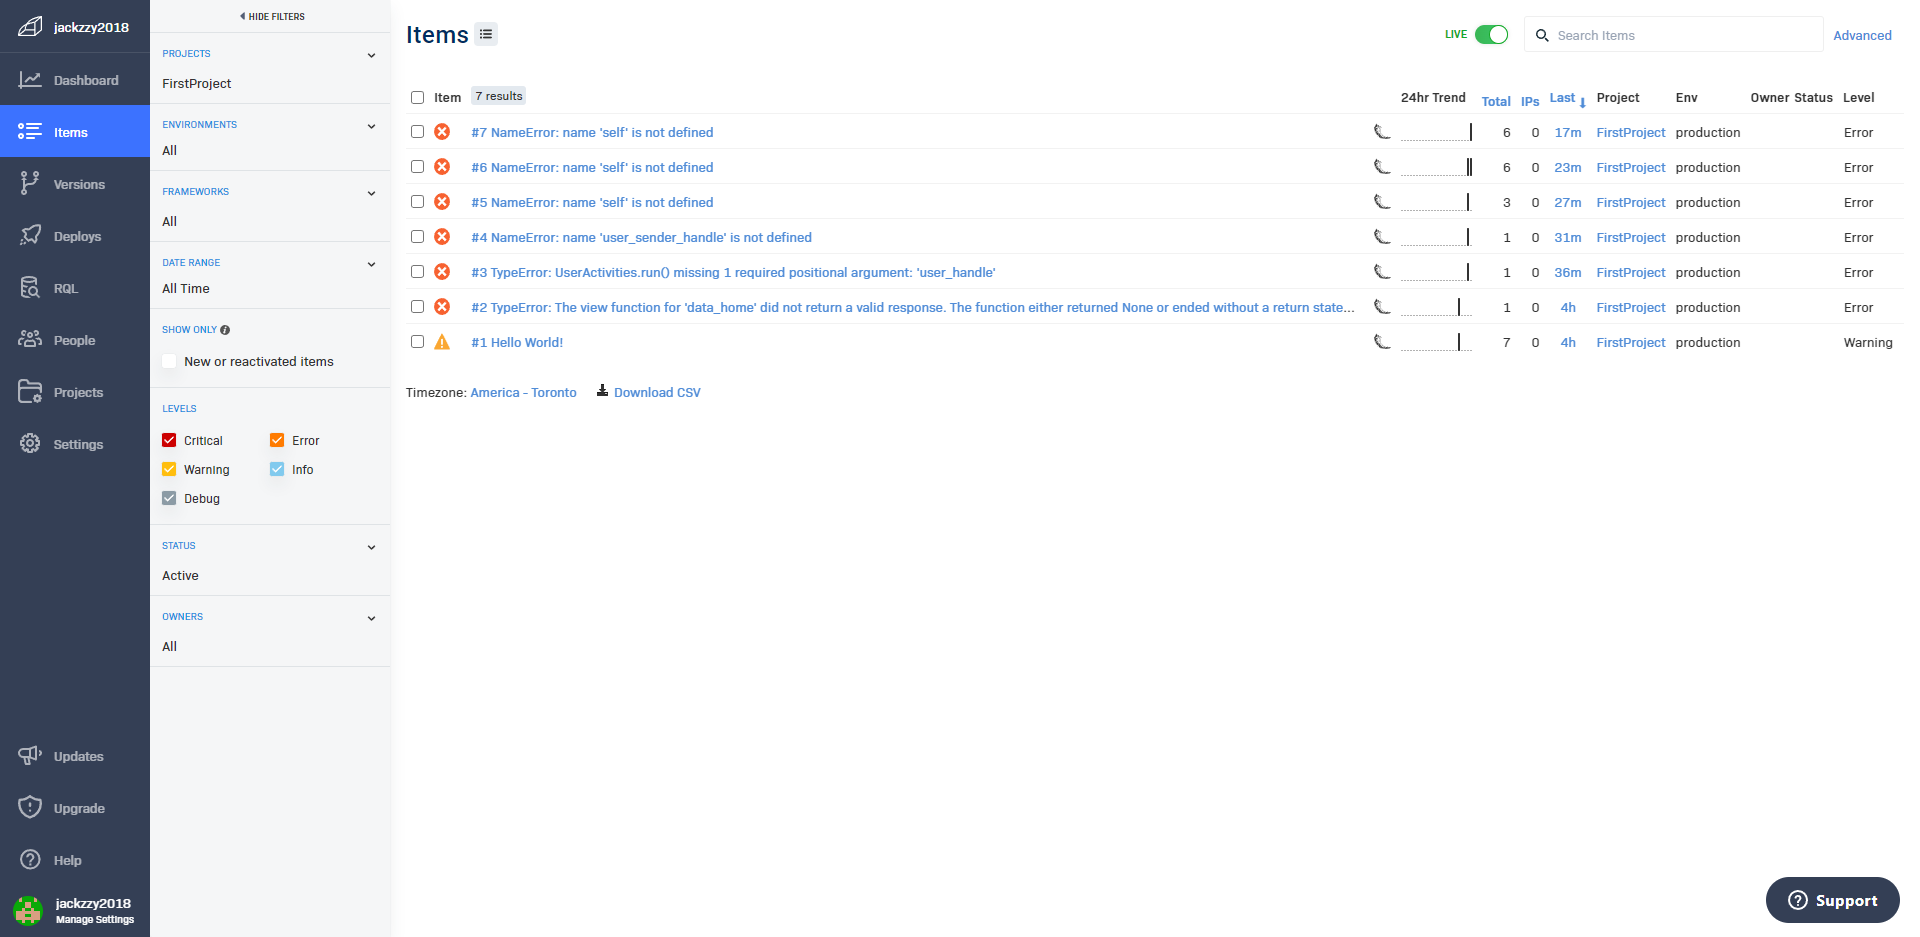 jackzzy2018
Dashboard
Items
Versions
Deploys
RQL
People
Projects
Settings
Updates
Upgrade
Help
jackzzy2018
Manage Settings
HIDE FILTERS
PROJECTS
FirstProject
ENVIRONMENTS
All
FRAMEWORKS
All
DATE RANGE
All Time
SHOW ONLY
New or reactivated items
LEVELS
Critical Error
Warning Info
Debug
STATUS
Active
OWNERS
All
Items
LIVE Search Items Advanced
Item 7 results 24hr Trend Total IPs Last Project Env Owner Status Level
#7 NameError: name 'self' is not defined 6 0 17m FirstProject production Error
#6 NameError: name 'self' is not defined 6 0 23m FirstProject production Error
#5 NameError: name 'self' is not defined 3 0 27m FirstProject production Error
#4 NameError: name 'user_sender_handle' is not defined 1 0 31m FirstProject production Error
#3 TypeError: UserActivities.run() missing 1 required positional argument: 'user_handle' 1 0 36m FirstProject production Error
#2 TypeError: The view function for 'data_home' did not return a valid response. The function either returned None or ended without a return state... 1 0 4h FirstProject production Error
#1 Hello World! 7 0 4h FirstProject production Warning
Timezone: America - Toronto Download CSV
Support